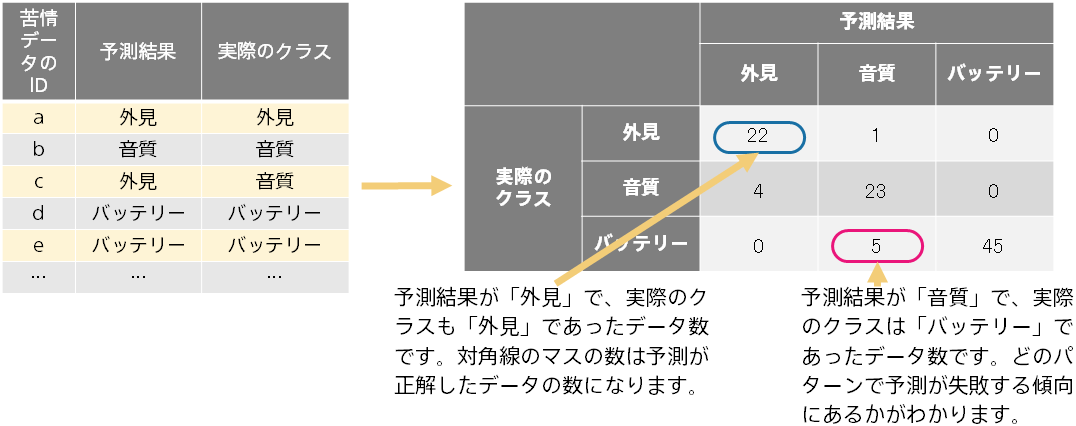 苦情
デー
タの
ID
予測結果 実際のクラス
a 外見 外見
b 音質 音質
c 外見 音質
d バッテリー バッテリー
e バッテリー バッテリー
… … …
予測結果
外見 音質 バッテリー
実際の
クラス
外見 22 1 0
音質 4 23 0
バッテリー 0 5 45
予測結果が「外見」で、実際のク
ラスも「外見」であったデータ数
です。対角線のマスの数は予測が
正解したデータの数になります。
予測結果が「音質」で、実際
のクラスは「バッテリー」で
あったデータ数です。どのパ
ターンで予測が失敗する傾向
にあるかがわかります。